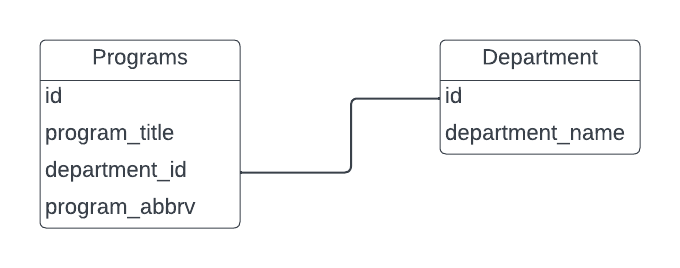 Programs
id
program_title
department_id
program_abbrv
Department
id
department_name